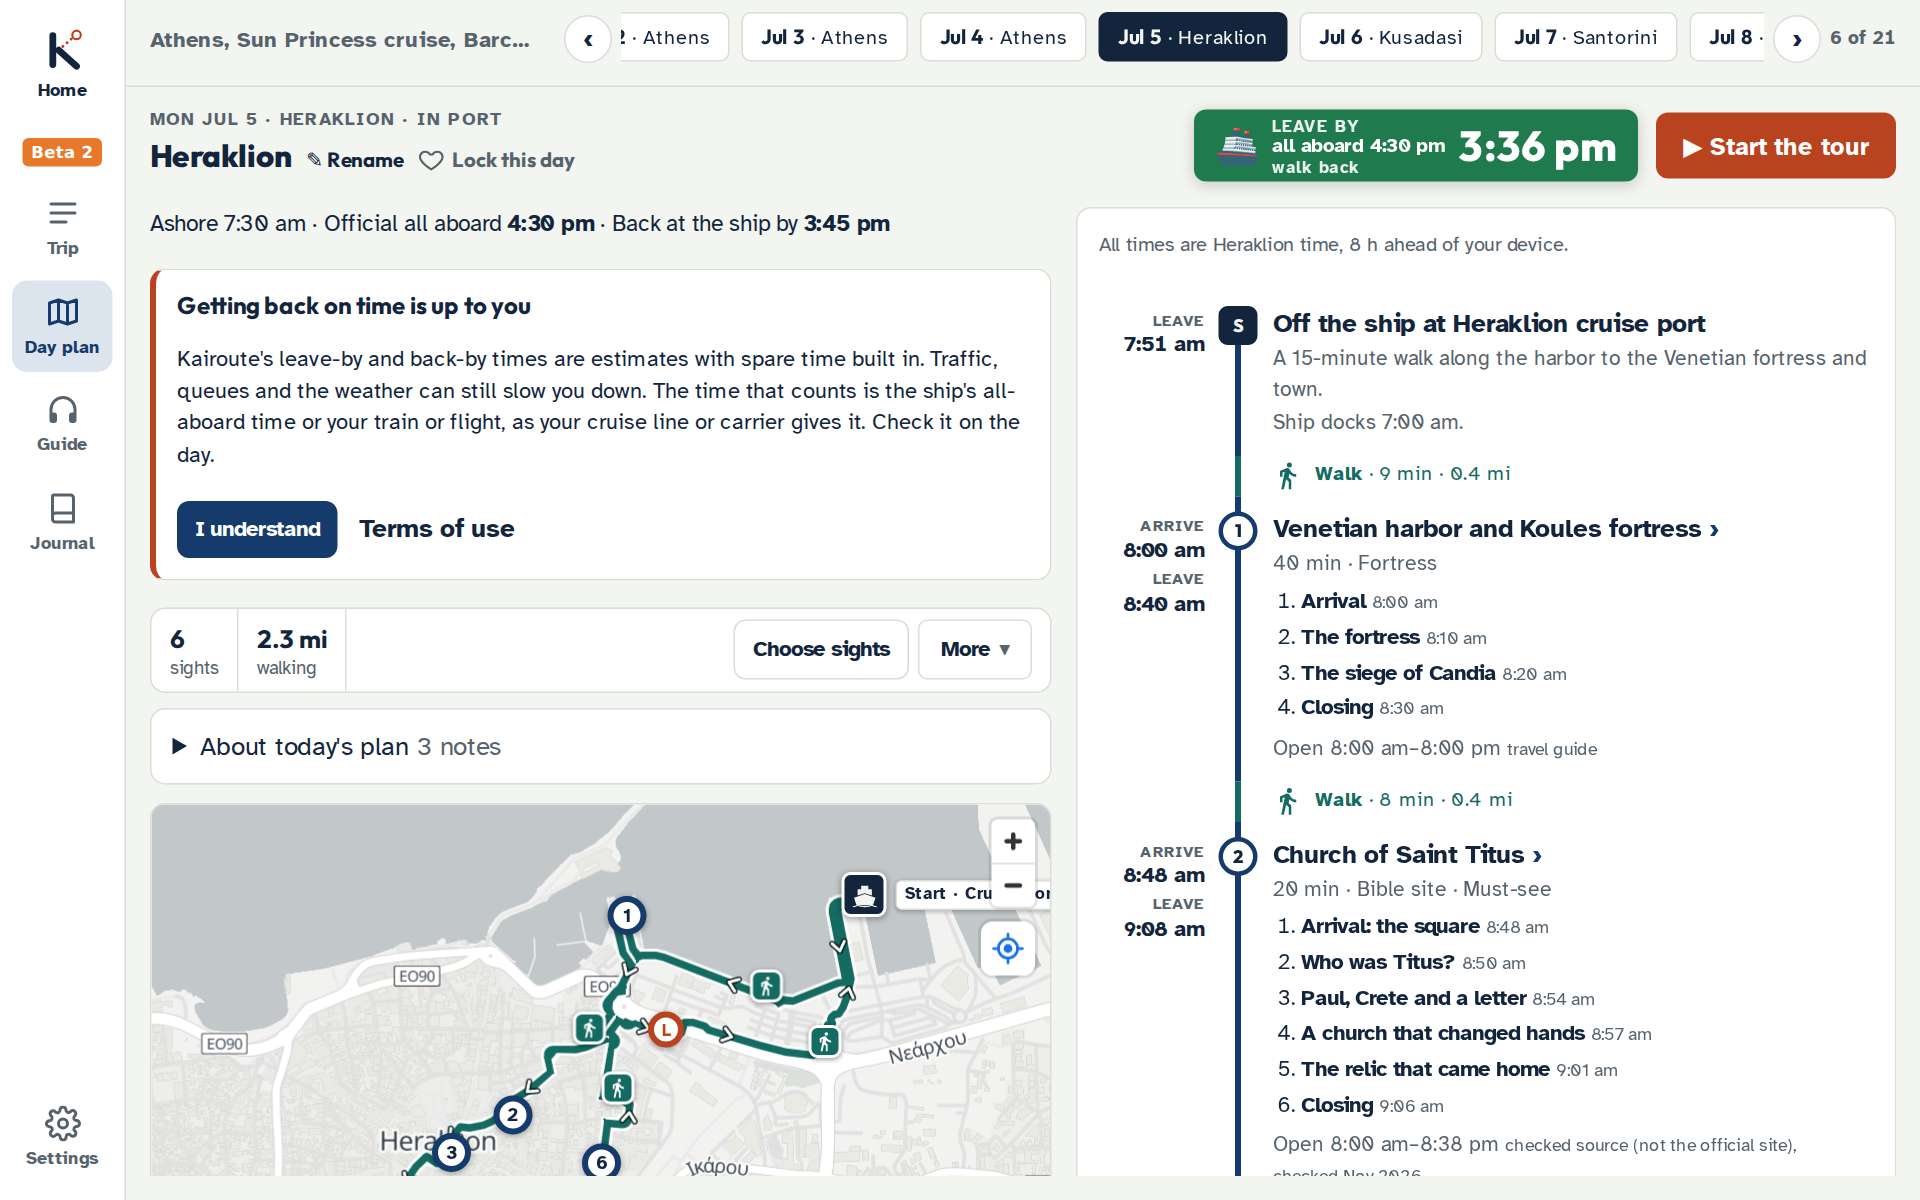 Home
Beta 2
Trip
Day plan
Guide
Journal
Settings
Athens, Sun Princess cruise, Barc...
‹
2 · Athens
Jul 3 · Athens
Jul 4 · Athens
Jul 5 · Heraklion
Jul 6 · Kusadasi
Jul 7 · Santorini
Jul 8 ·
›
6 of 21
MON JUL 5 · HERAKLION · IN PORT
Heraklion
✎ Rename
Lock this day
LEAVE BY
all aboard 4:30 pm
walk back
3:36 pm
▶ Start the tour
Ashore 7:30 am · Official all aboard 4:30 pm · Back at the ship by 3:45 pm
Getting back on time is up to you
Kairoute's leave-by and back-by times are estimates with spare time built in. Traffic,
queues and the weather can still slow you down. The time that counts is the ship's all-
aboard time or your train or flight, as your cruise line or carrier gives it. Check it on the
day.
I understand
Terms of use
6
sights
2.3 mi
walking
Choose sights
More ▼
▶ About today's plan 3 notes
+
−
Start · Cru
1
EO90
EO90
L
Νεάρχου
2
3
6
Ικάρου
All times are Heraklion time, 8 h ahead of your device.
LEAVE
7:51 am
S
Off the ship at Heraklion cruise port
A 15-minute walk along the harbor to the Venetian fortress and
town.
Ship docks 7:00 am.
Walk · 9 min · 0.4 mi
ARRIVE
8:00 am
LEAVE
8:40 am
1
Venetian harbor and Koules fortress ›
40 min · Fortress
1. Arrival 8:00 am
2. The fortress 8:10 am
3. The siege of Candia 8:20 am
4. Closing 8:30 am
Open 8:00 am–8:00 pm travel guide
Walk · 8 min · 0.4 mi
ARRIVE
8:48 am
LEAVE
9:08 am
2
Church of Saint Titus ›
20 min · Bible site · Must-see
1. Arrival: the square 8:48 am
2. Who was Titus? 8:50 am
3. Paul, Crete and a letter 8:54 am
4. A church that changed hands 8:57 am
5. The relic that came home 9:01 am
6. Closing 9:06 am
Open 8:00 am–8:38 pm checked source (not the official site),
checked Nov 2026